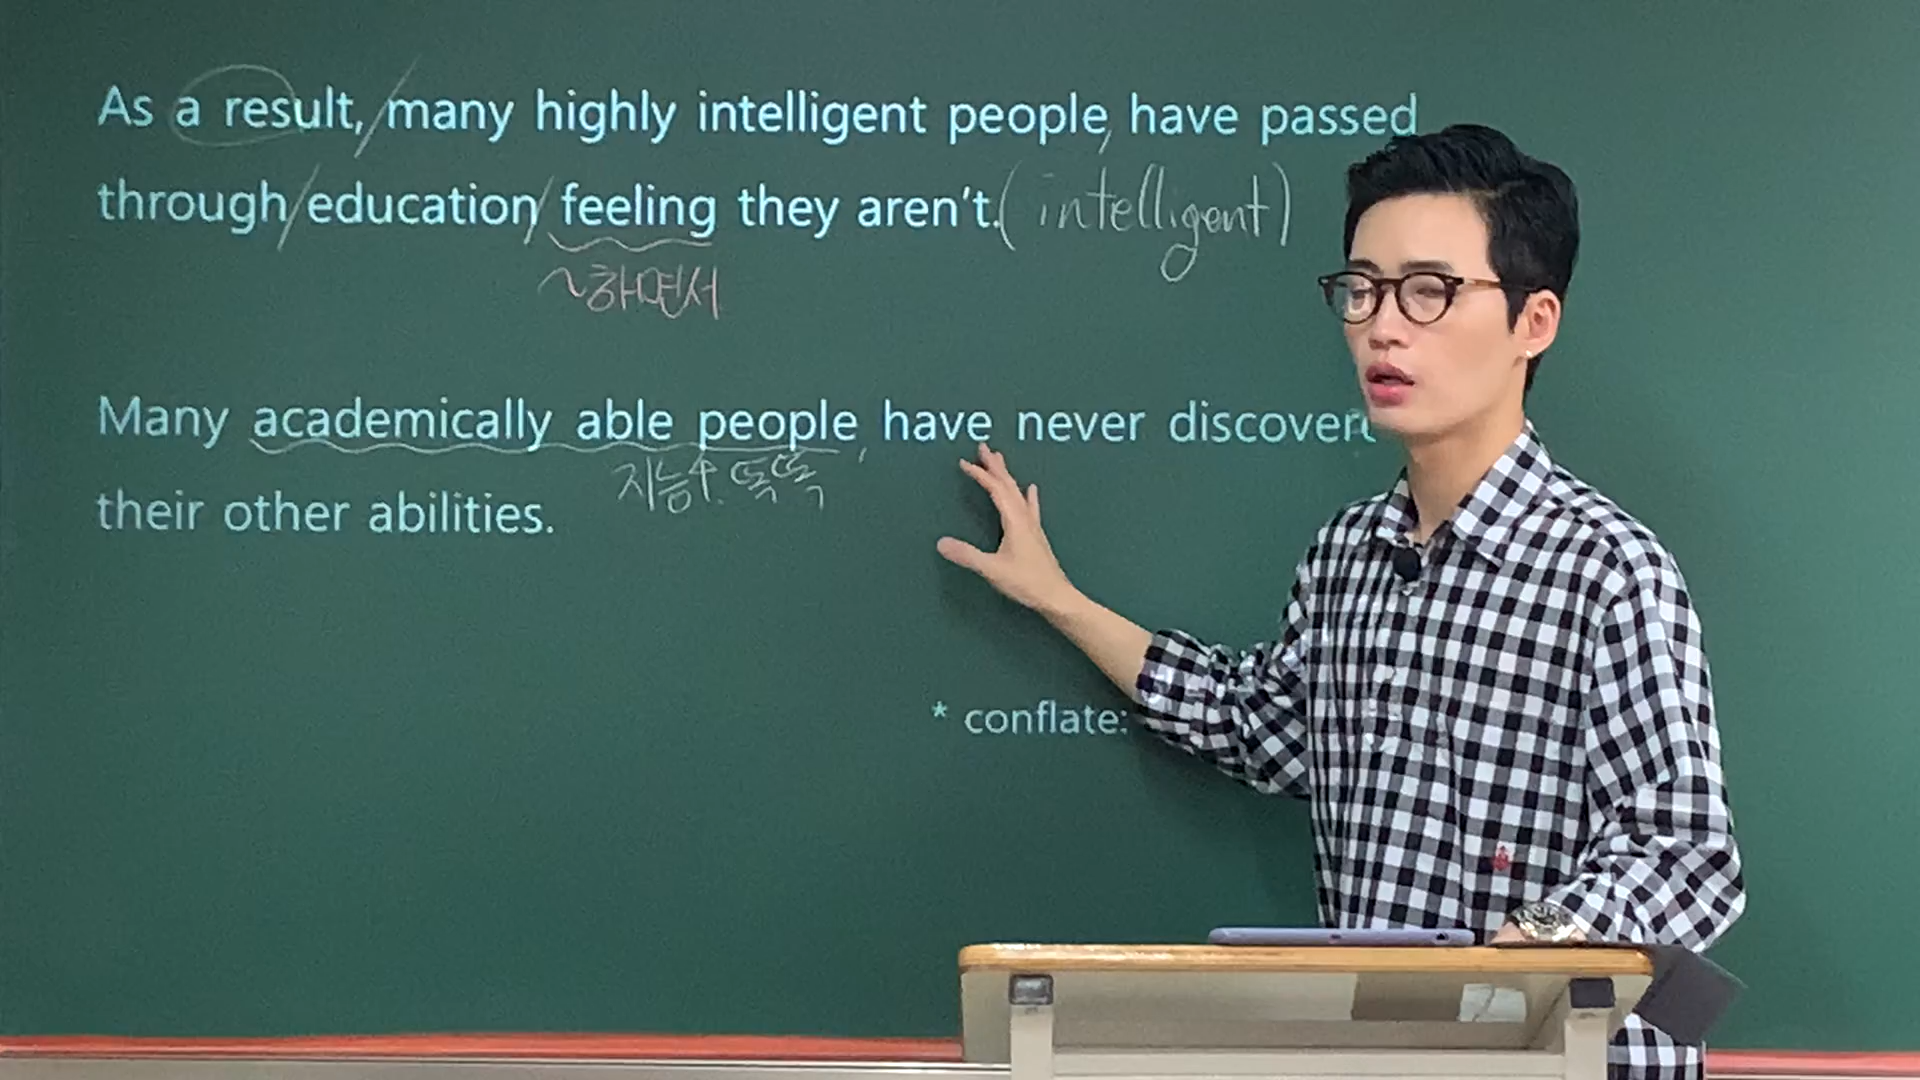 As a result, many highly intelligent people, have passed
through education feeling they aren't. (intelligent)
~하면서
Many academically able people, have never discover
지능↑. 똑똑
their other abilities.
* conflate: